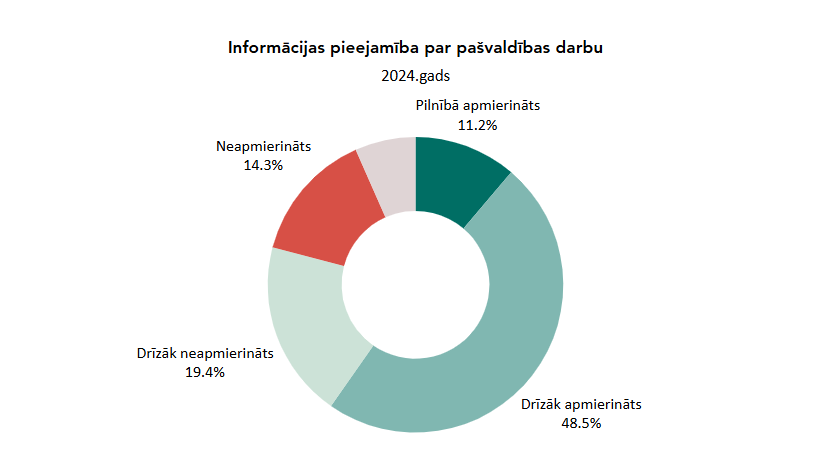 Informācijas pieejamība par pašvaldības darbu
2024.gads
Pilnībā apmierināts
11.2%
Neapmierināts
14.3%
Drīzāk neapmierināts
19.4%
Drīzāk apmierināts
48.5%